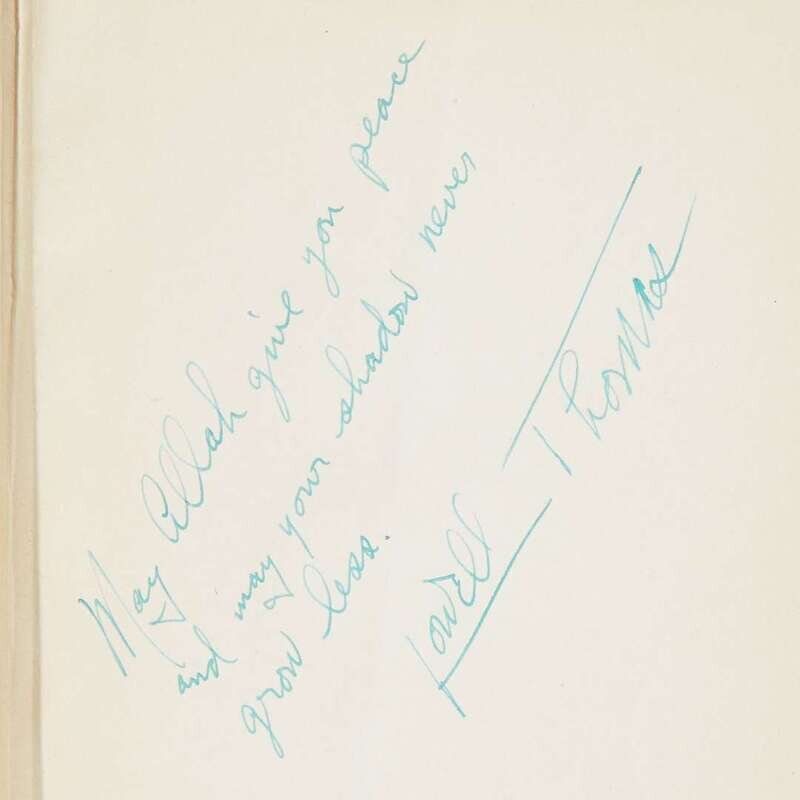 May Allah give you peace
and may your shadow never
grow less.
Lowell Thomas